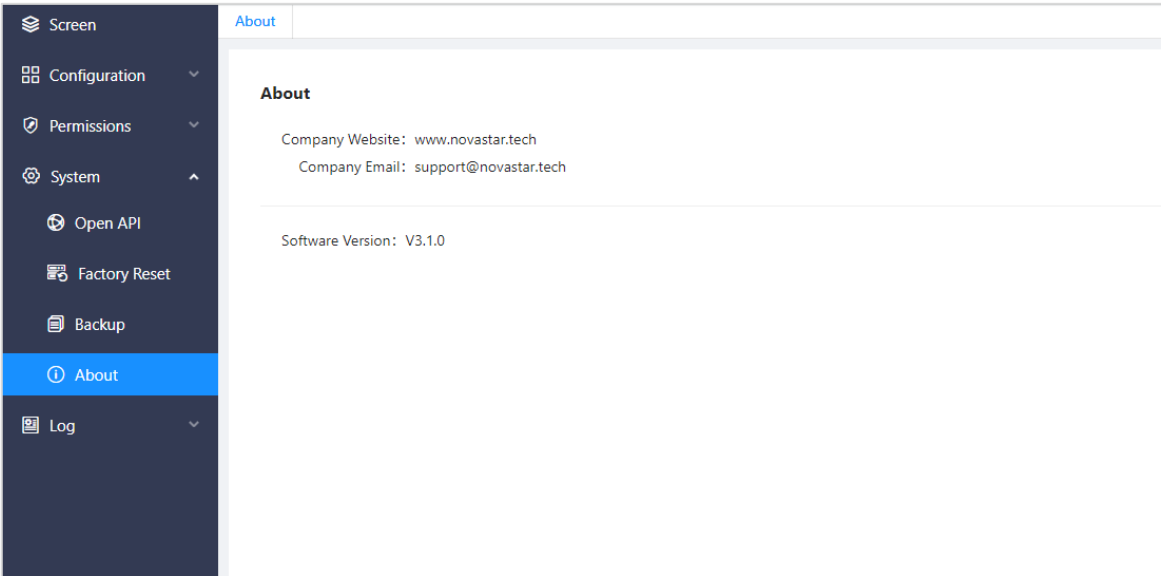 Screen
Configuration
Permissions
System
Open API
Factory Reset
Backup
About
Log
About
About
Company Website： www.novastar.tech
Company Email： support@novastar.tech
Software Version： V3.1.0